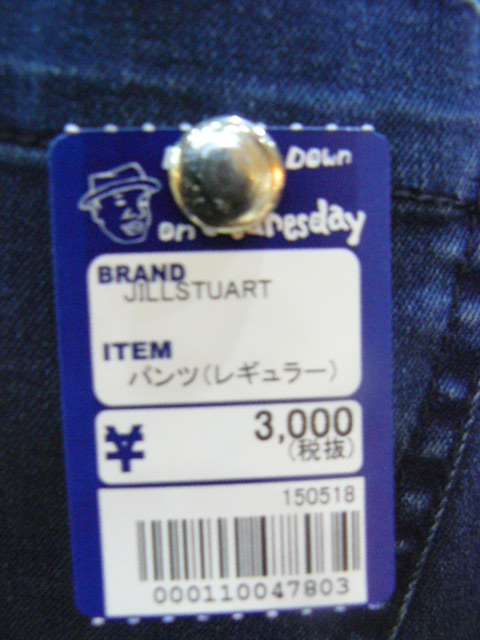 Down
on Wednesday
BRAND
JILLSTUART
ITEM
パンツ(レギュラー)
¥ 3,000
(税抜)
150518
000110047803